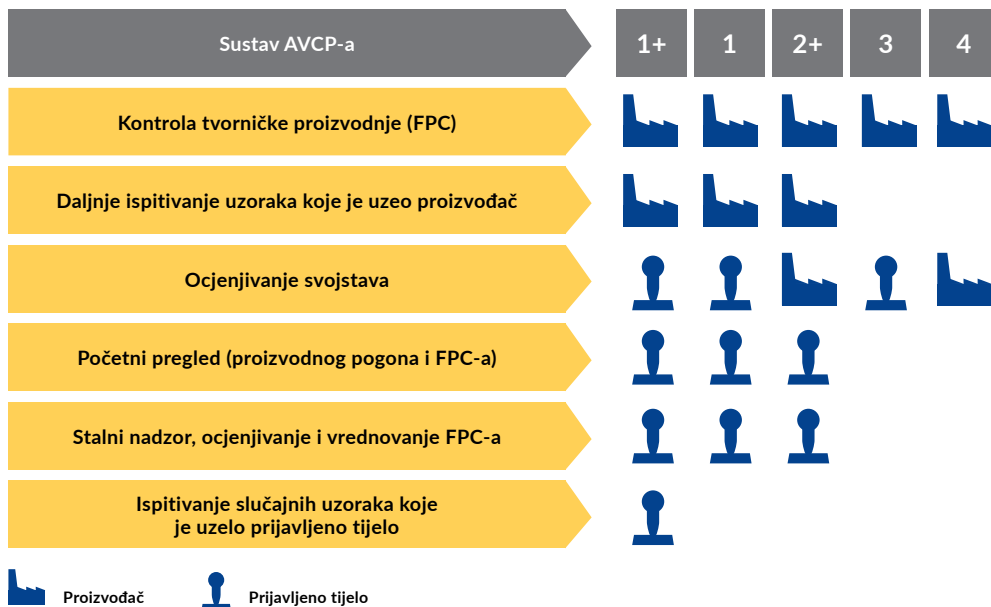 Sustav AVCP-a
1+
1
2+
3
4
Kontrola tvorničke proizvodnje (FPC)
Daljnje ispitivanje uzoraka koje je uzeo proizvođač
Ocjenjivanje svojstava
Početni pregled (proizvodnog pogona i FPC-a)
Stalni nadzor, ocjenjivanje i vrednovanje FPC-a
Ispitivanje slučajnih uzoraka koje
je uzelo prijavljeno tijelo
Proizvođač
Prijavljeno tijelo